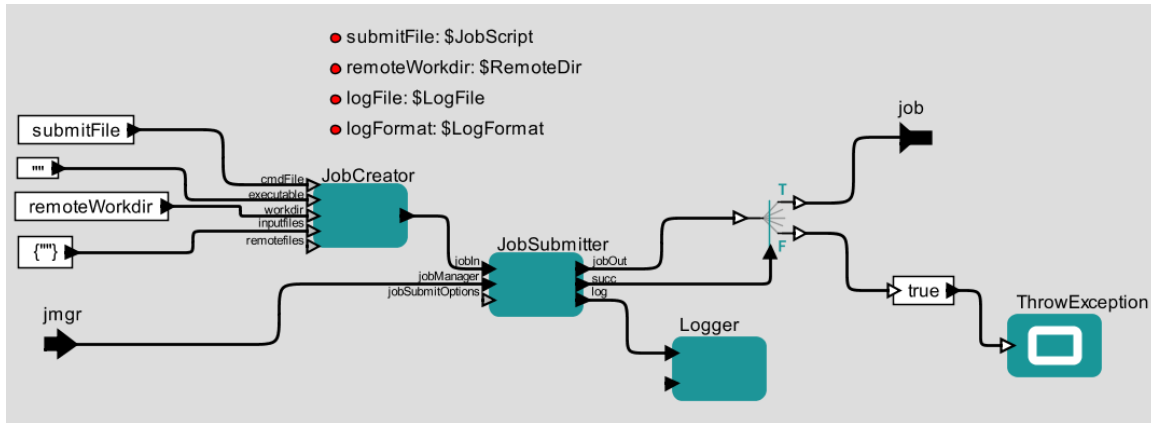 submitFile: $JobScript
remoteWorkdir: $RemoteDir
logFile: $LogFile
logFormat: $LogFormat
submitFile
""
remoteWorkdir
{""}
cmdFile
executable
workdir
inputfiles
remotefiles
JobCreator
jmgr
jobIn
jobManager
jobSubmitOptions
JobSubmitter
jobOut
succ
log
Logger
T
F
job
true
ThrowException